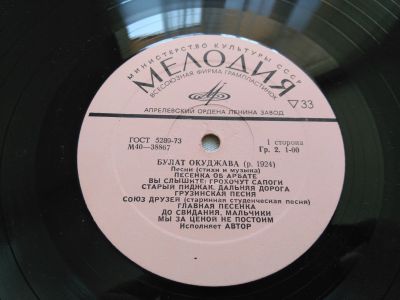 МИНИСТЕРСТВО КУЛЬТУРЫ СССР
МЕЛОДИЯ
ВСЕСОЮЗНАЯ ФИРМА ГРАМПЛАСТИНОК
АПРЕЛЕВСКИЙ ОРДЕНА ЛЕНИНА ЗАВОД
33
ГОСТ 5289-73
М40—38867
1 сторона
Гр. 2. 1-00
БУЛАТ ОКУДЖАВА (р. 1924)
Песни (стихи и музыка)
ПЕСЕНКА ОБ АРБАТЕ
ВЫ СЛЫШИТЕ: ГРОХОЧУТ САПОГИ
СТАРЫЙ ПИДЖАК, ДАЛЬНЯЯ ДОРОГА
ГРУЗИНСКАЯ ПЕСНЯ
СОЮЗ ДРУЗЕЙ (старинная студенческая песня)
ГЛАВНАЯ ПЕСЕНКА
ДО СВИДАНИЯ, МАЛЬЧИКИ
МЫ ЗА ЦЕНОЙ НЕ ПОСТОИМ
Исполняет АВТОР